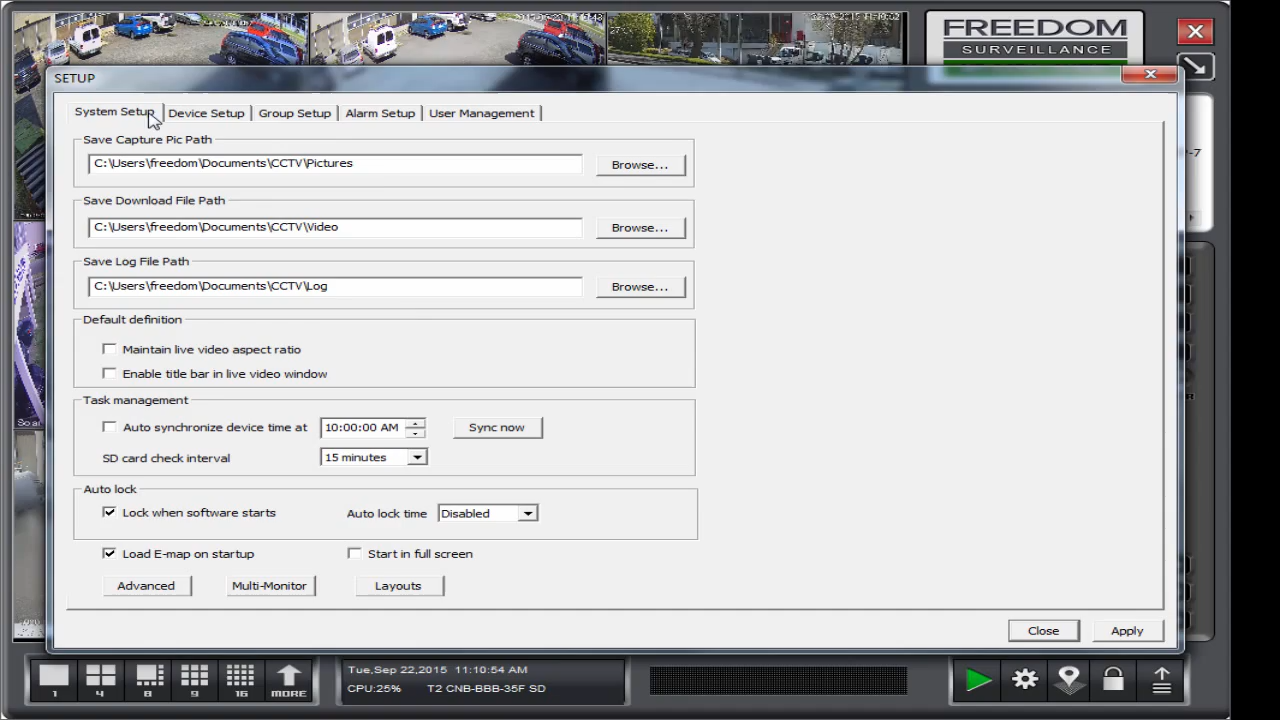 FREEDOM
SURVEILLANCE
SETUP
System Setup
Device Setup
Group Setup
Alarm Setup
User Management
Save Capture Pic Path
C:\Users\freedom\Documents\CCTV\Pictures
Browse...
Save Download File Path
C:\Users\freedom\Documents\CCTV\Video
Browse...
Save Log File Path
C:\Users\freedom\Documents\CCTV\Log
Browse...
Default definition
Maintain live video aspect ratio
Enable title bar in live video window
Task management
Auto synchronize device time at
10:00:00 AM
Sync now
SD card check interval
15 minutes
Auto lock
Lock when software starts
Auto lock time
Disabled
Load E-map on startup
Start in full screen
Advanced
Multi-Monitor
Layouts
Close
Apply
1
4
8
9
16
MORE
Tue,Sep 22,2015 11:10:54 AM
CPU:25% T2 CNB-BBB-35F SD